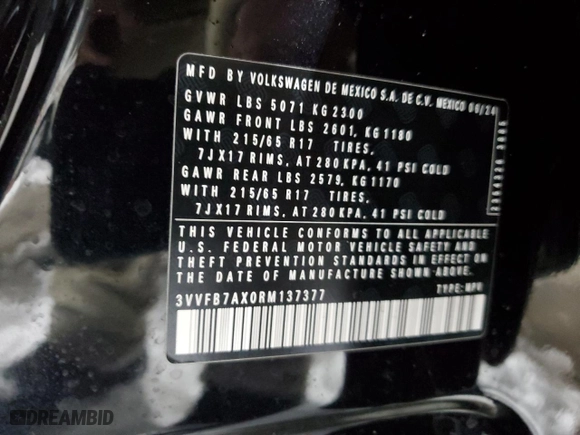 MFD BY VOLKSWAGEN DE MEXICO S.A. DE C.V. MEXICO 06/24
GVWR LBS 5071 KG 2300
GAWR FRONT LBS 2601, KG 1180
WITH 215/65 R17 TIRES,
7JX17 RIMS, AT 280 KPA, 41 PSI COLD
GAWR REAR LBS 2579, KG 1170
WITH 215/65 R17 TIRES,
7JX17 RIMS, AT 280 KPA, 41 PSI COLD
THIS VEHICLE CONFORMS TO ALL APPLICABLE
U.S. FEDERAL MOTOR VEHICLE SAFETY AND
THEFT PREVENTION STANDARDS IN EFFECT ON
THE DATE OF MANUFACTURE SHOWN ABOVE.
3VVFB7AX0RM137377 TYPE: MPV
DREAMBID